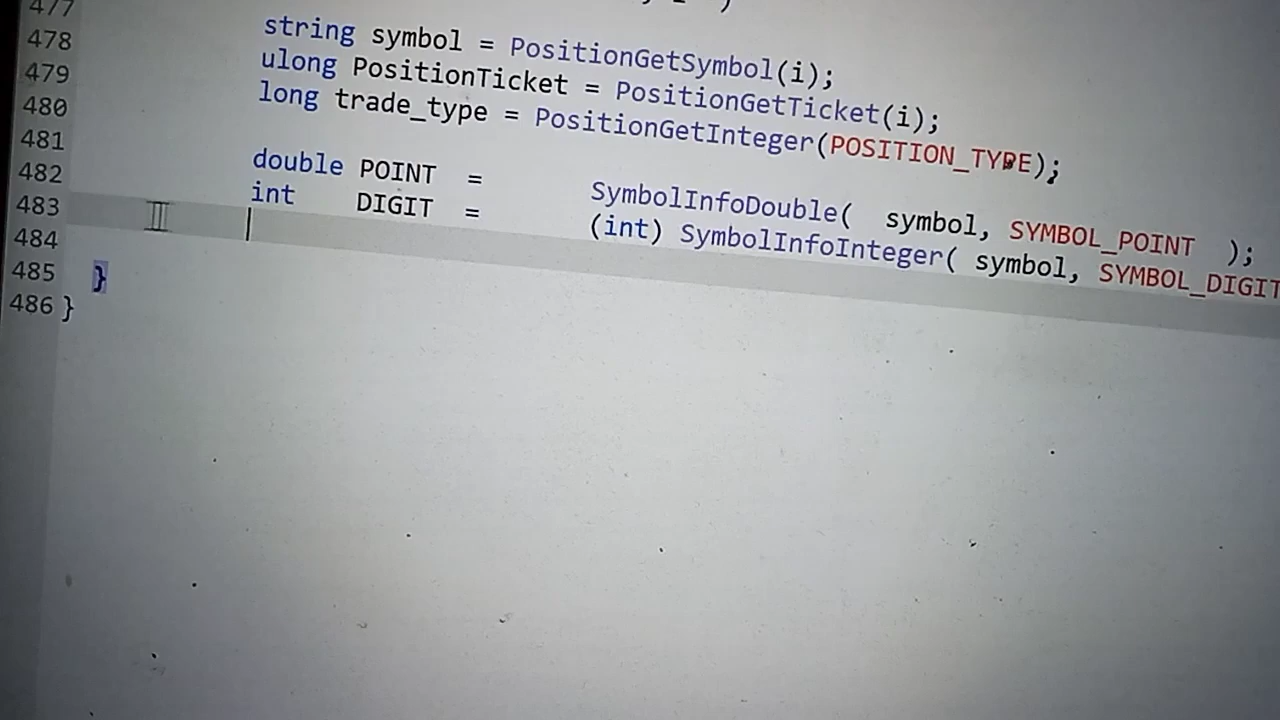 477
478 string symbol = PositionGetSymbol(i);
479 ulong PositionTicket = PositionGetTicket(i);
480 long trade_type = PositionGetInteger(POSITION_TYPE);
481
482 double POINT = SymbolInfoDouble( symbol, SYMBOL_POINT );
483 int DIGIT = (int) SymbolInfoInteger( symbol, SYMBOL_DIGIT
484
485 }
486 }